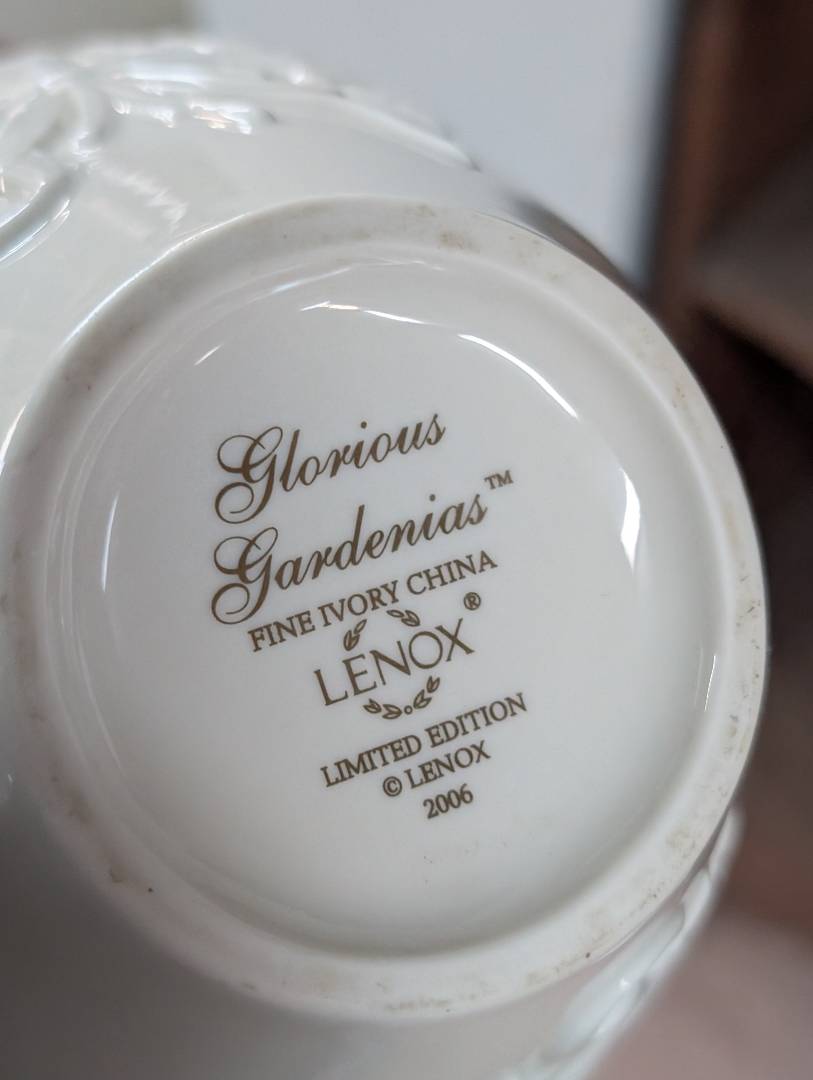 Glorious
Gardenias™
FINE IVORY CHINA
LENOX®
LIMITED EDITION
© LENOX
2006